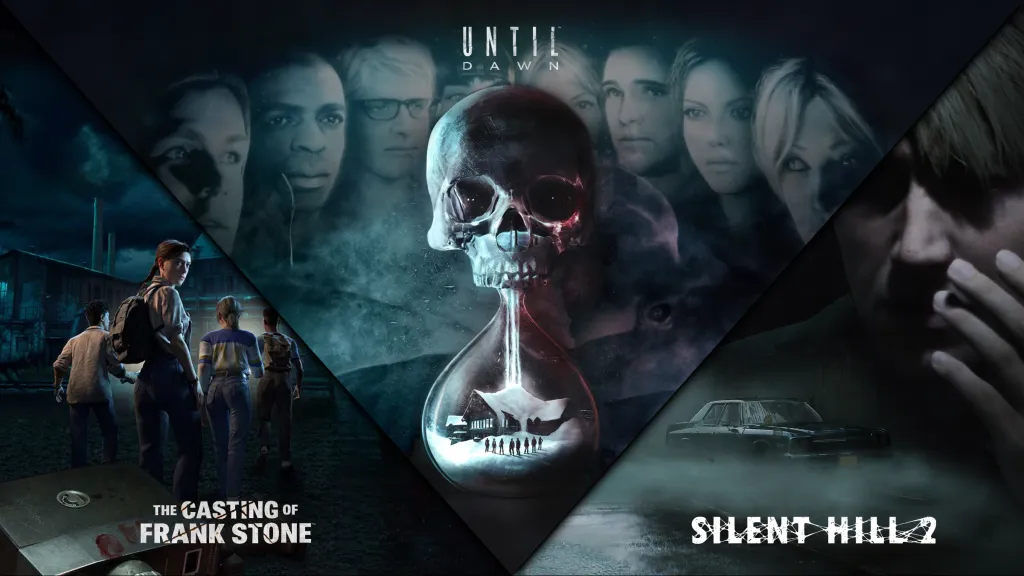 UNTIL
DAWN
THE CASTING OF
FRANK STONE
SILENT HILL 2